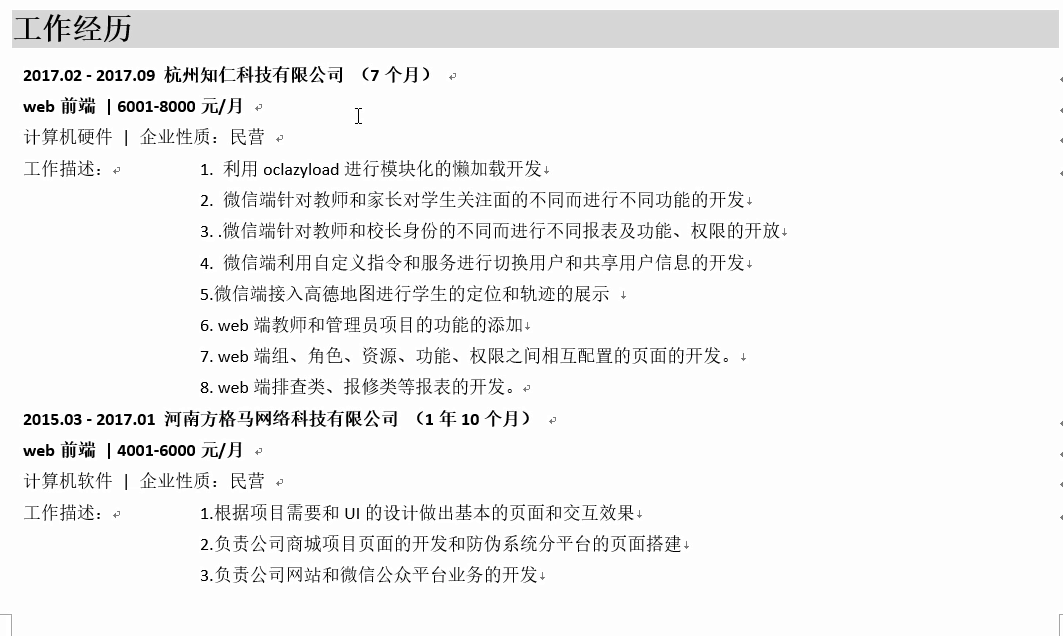 工作经历
2017.02 - 2017.09 杭州知仁科技有限公司 （7 个月）
web 前端 | 6001-8000 元/月
计算机硬件 | 企业性质：民营
工作描述： 1. 利用 oclazyload 进行模块化的懒加载开发
2. 微信端针对教师和家长对学生关注面的不同而进行不同功能的开发
3. .微信端针对教师和校长身份的不同而进行不同报表及功能、权限的开放
4. 微信端利用自定义指令和服务进行切换用户和共享用户信息的开发
5.微信端接入高德地图进行学生的定位和轨迹的展示
6. web 端教师和管理员项目的功能的添加
7. web 端组、角色、资源、功能、权限之间相互配置的页面的开发。
8. web 端排查类、报修类等报表的开发。
2015.03 - 2017.01 河南方格马网络科技有限公司 （1 年 10 个月）
web 前端 | 4001-6000 元/月
计算机软件 | 企业性质：民营
工作描述： 1.根据项目需要和 UI 的设计做出基本的页面和交互效果
2.负责公司商城项目页面的开发和防伪系统分平台的页面搭建
3.负责公司网站和微信公众平台业务的开发